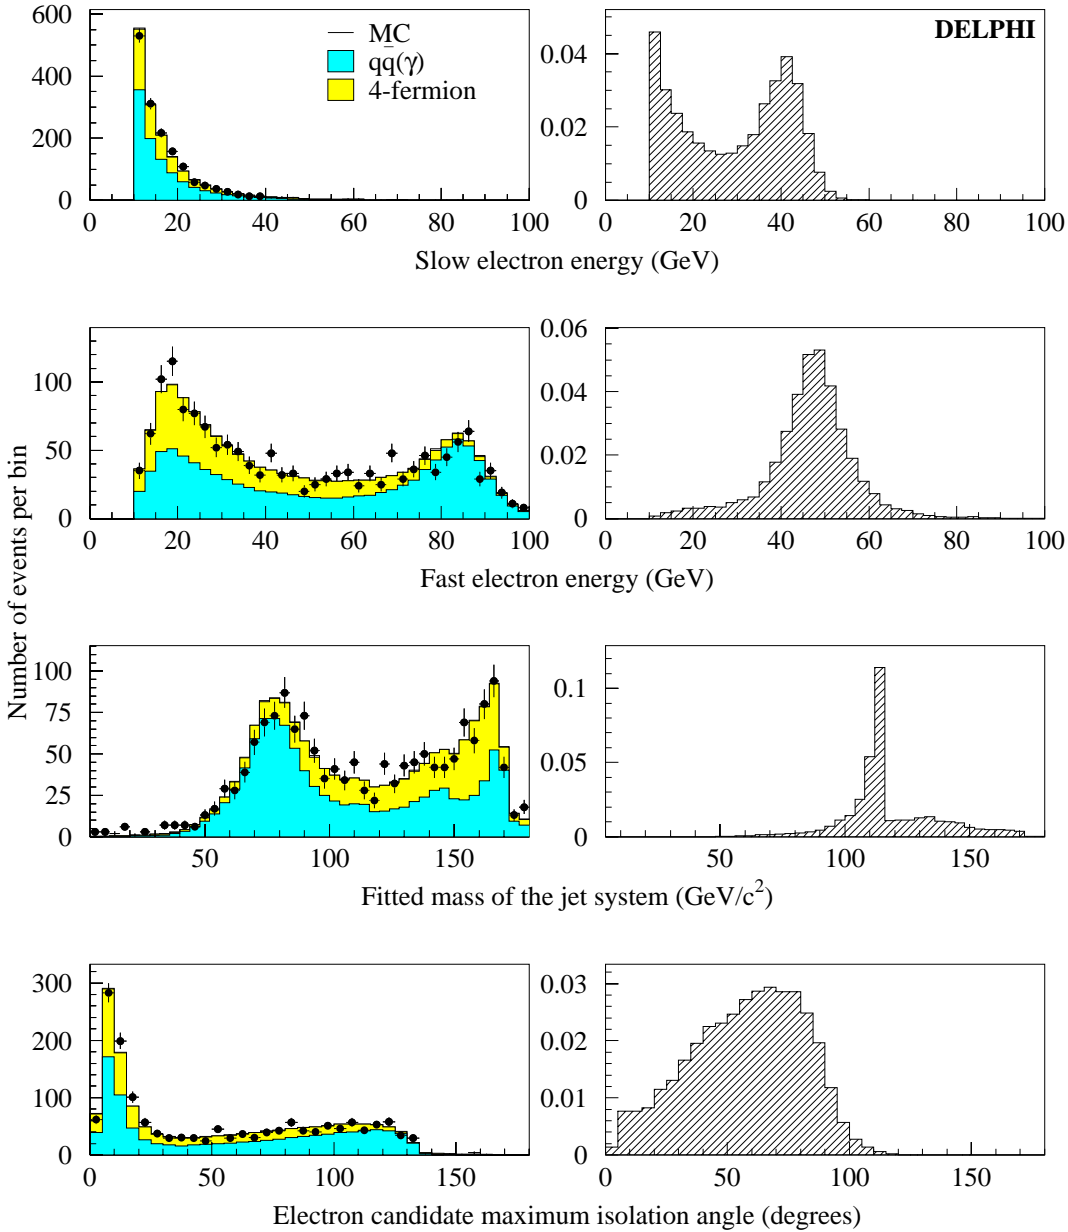 DELPHI
MC
qq̄(γ)
4-fermion
600
400
200
0
0 20 40 60 80 100
0.04
0.02
0
0 20 40 60 80 100
Slow electron energy (GeV)
Number of events per bin
100
50
0
0 20 40 60 80 100
0.06
0.04
0.02
0
0 20 40 60 80 100
Fast electron energy (GeV)
100
75
50
25
0
50 100 150
0.1
0.05
0
50 100 150
Fitted mass of the jet system (GeV/c²)
300
200
100
0
0 50 100 150
0.03
0.02
0.01
0
0 50 100 150
Electron candidate maximum isolation angle (degrees)